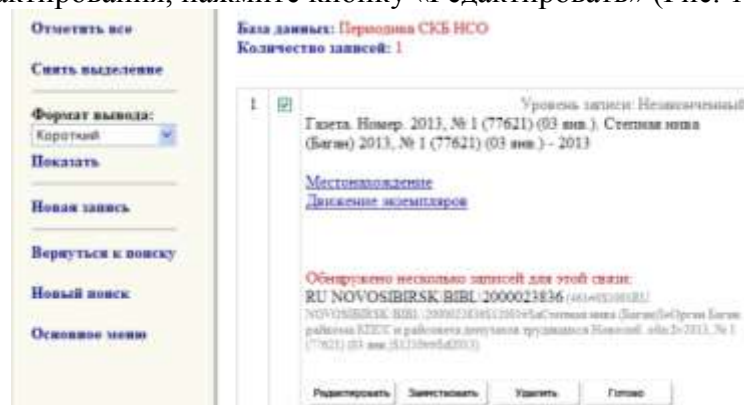 актирования, нажмите кнопку «Редактировать» (Рис. 1
Отметить все
Снять выделение
Формат вывода:
Короткий
Показать
Новая запись
Вернуться к поиску
Новый поиск
Основное меню
База данных: Периодика СКБ НСО
Количество записей: 1
1
Уровень записи: Незаконченный
Газета. Номер. 2013, № 1 (77621) (03 янв.). Степная нива
(Баган) 2013, № 1 (77621) (03 янв.) - 2013
Местонахождение
Движение экземпляров
Обнаружено несколько записей для этой связи:
RU\NOVOSIBIRSK\BIBL\2000023836
Редактировать Заимствовать Удалить Готово